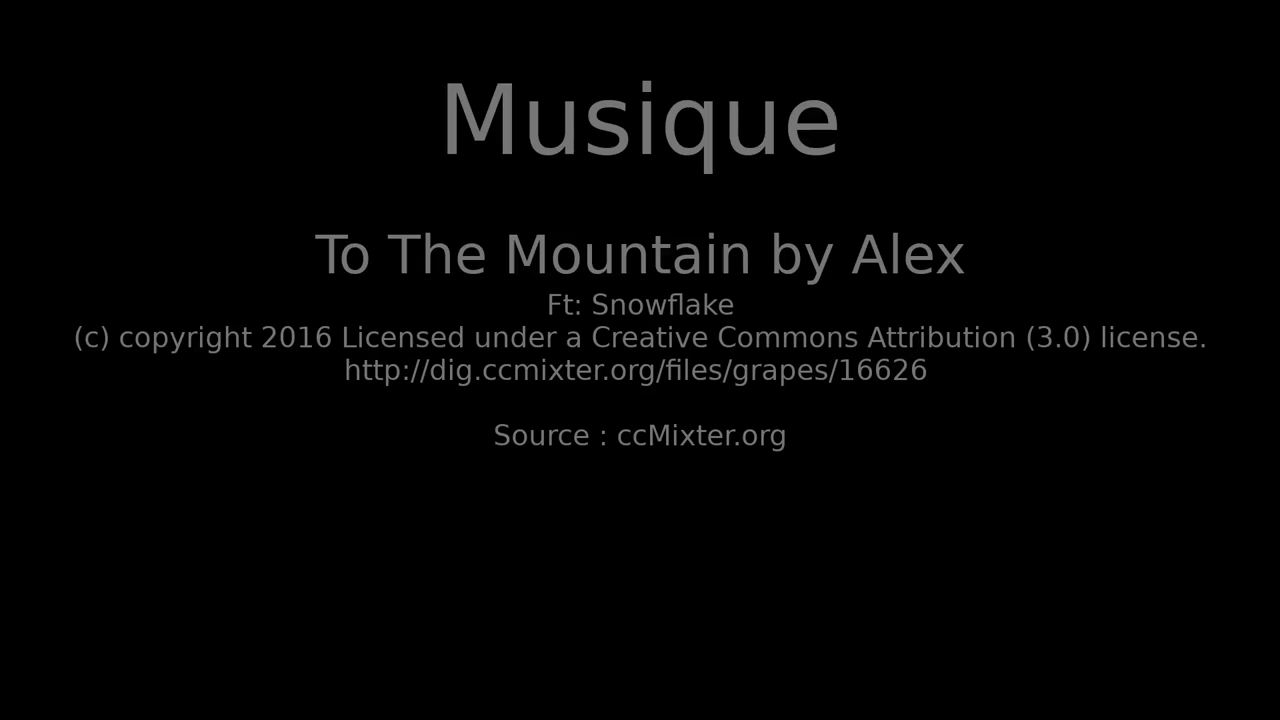 Musique
To The Mountain by Alex
Ft: Snowflake
(c) copyright 2016 Licensed under a Creative Commons Attribution (3.0) license.
http://dig.ccmixter.org/files/grapes/16626
Source : ccMixter.org